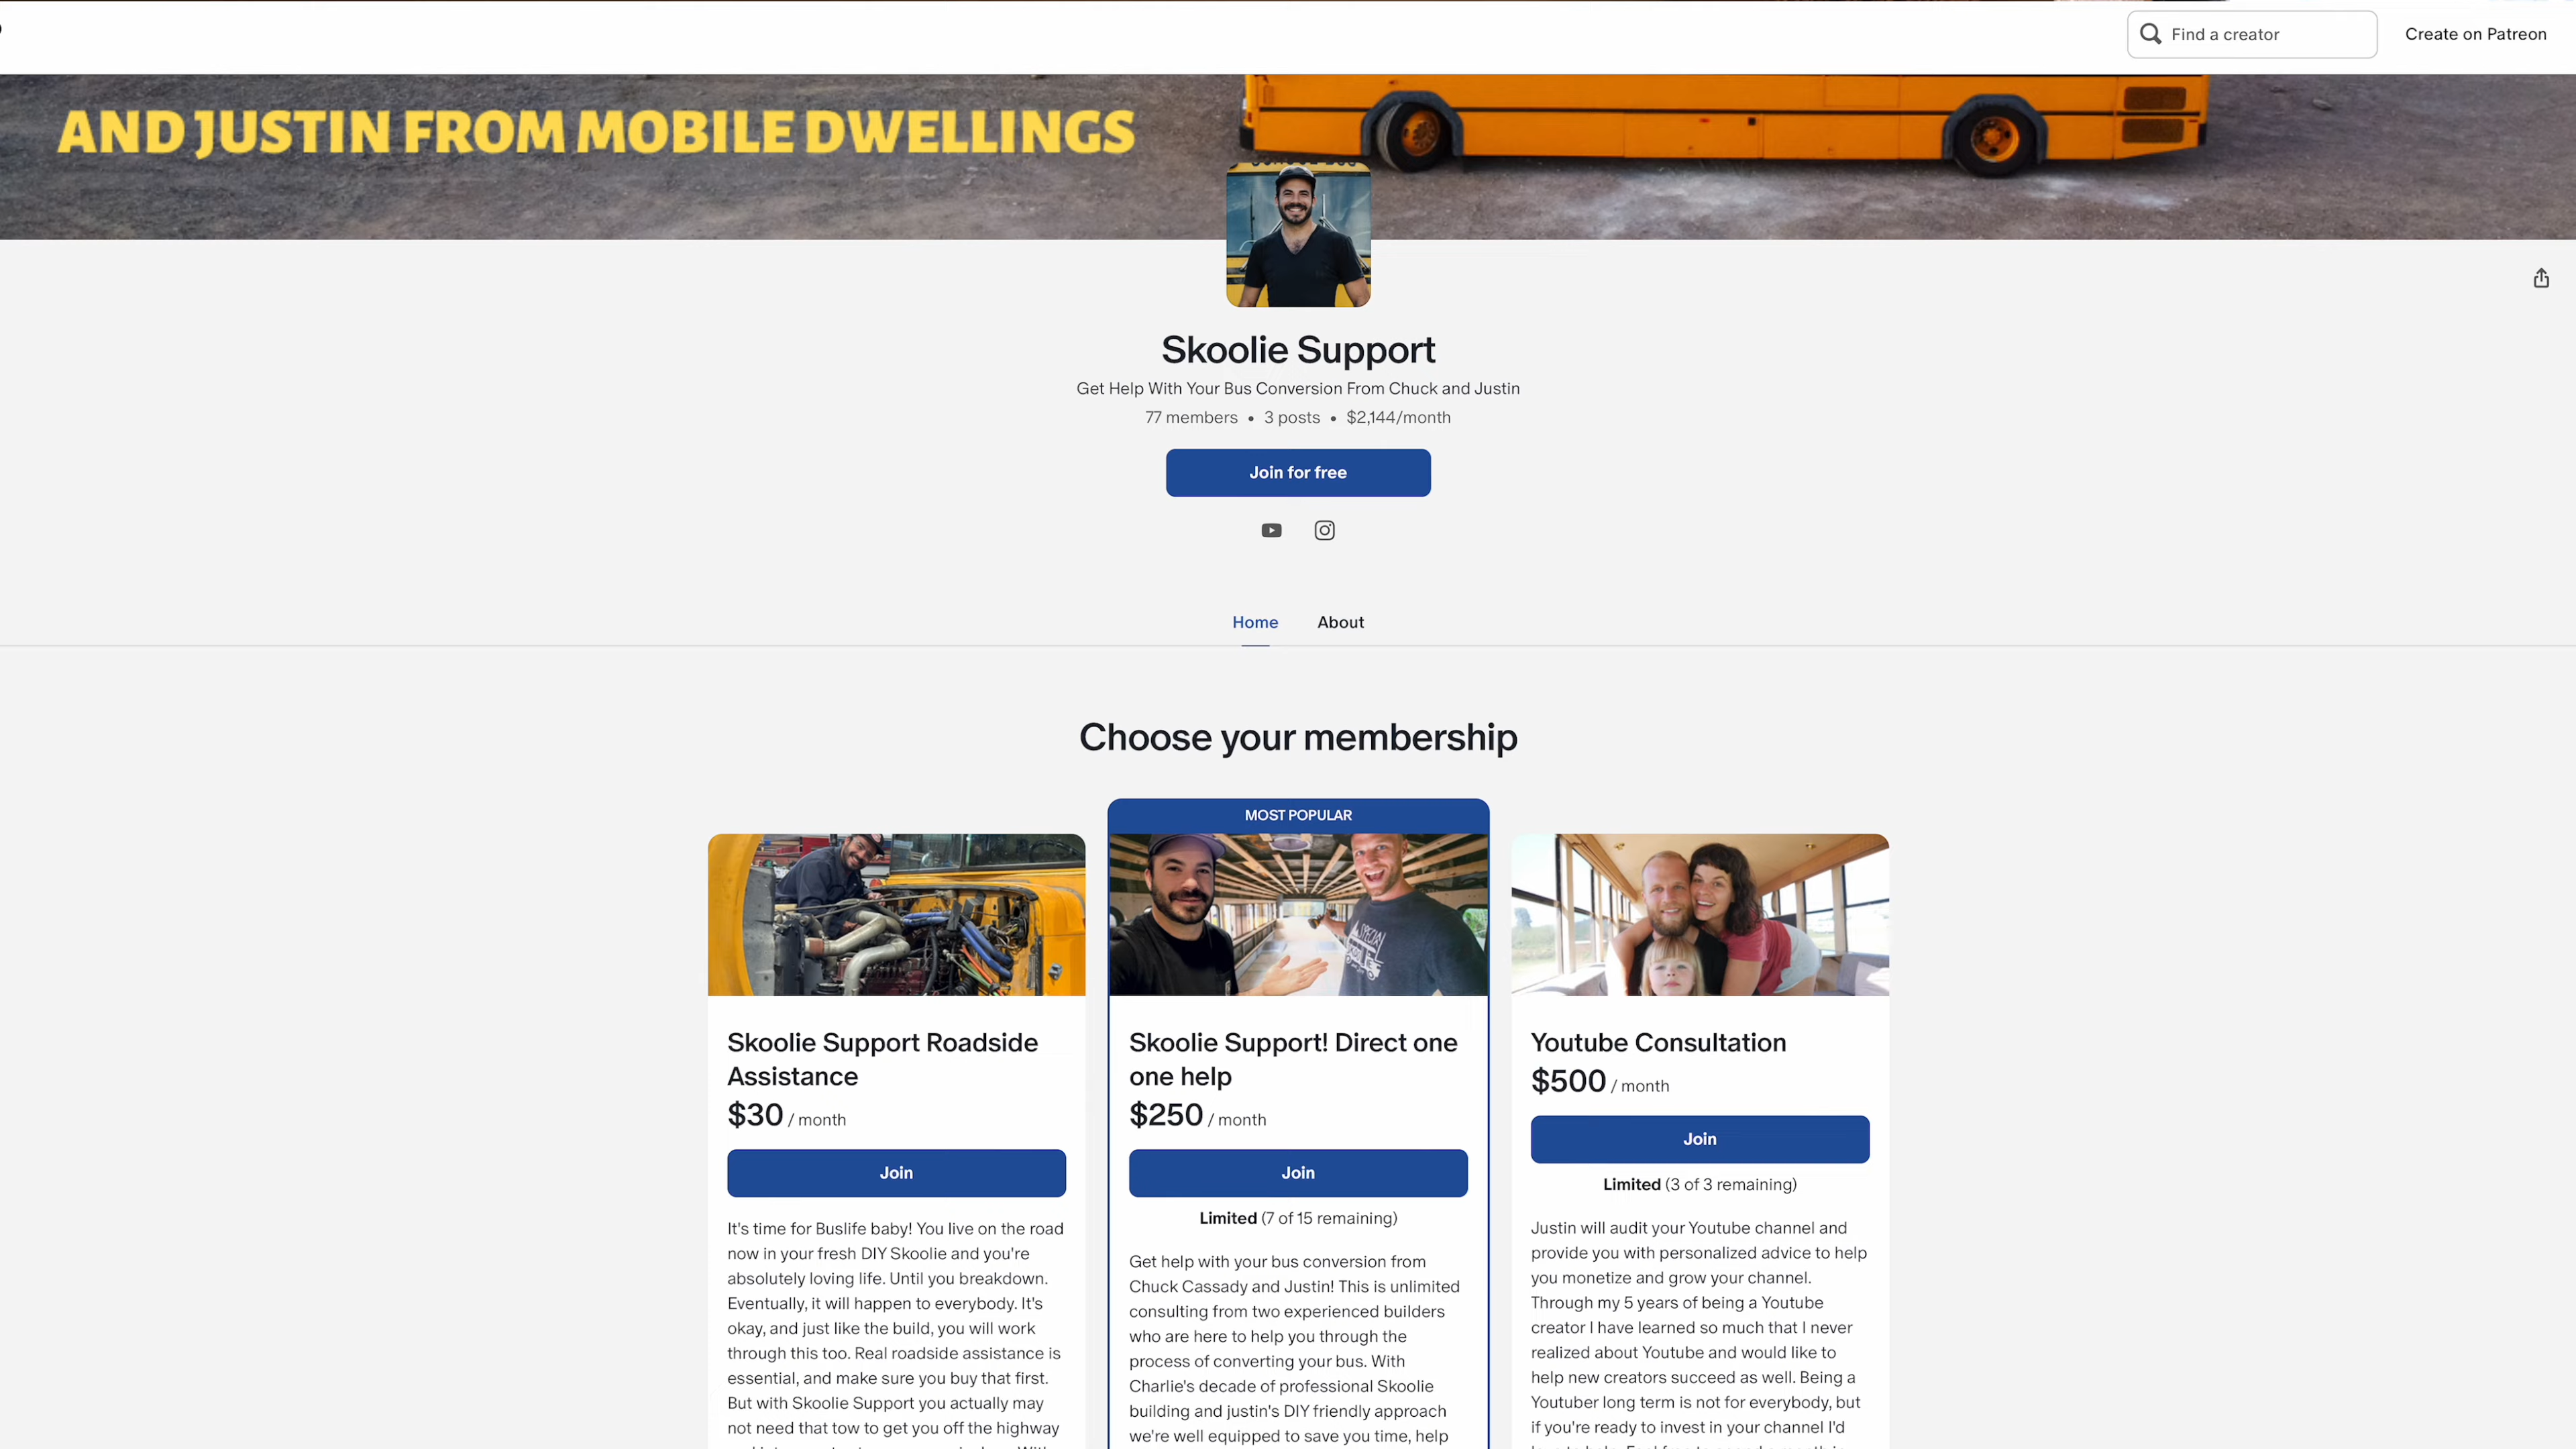 Find a creator
Create on Patreon
AND JUSTIN FROM MOBILE DWELLINGS
Skoolie Support
Get Help With Your Bus Conversion From Chuck and Justin
77 members • 3 posts • $2,144/month
Join for free
Home
About
Choose your membership
MOST POPULAR
Skoolie Support Roadside
Assistance
$30 / month
Join
It's time for Buslife baby! You live on the road
now in your fresh DIY Skoolie and you're
absolutely loving life. Until you breakdown.
Eventually, it will happen to everybody. It's
okay, and just like the build, you will work
through this too. Real roadside assistance is
essential, and make sure you buy that first.
But with Skoolie Support you actually may
not need that tow to get you off the highway
SPECIAL
Skoolie Support! Direct one
one help
$250 / month
Join
Limited (7 of 15 remaining)
Get help with your bus conversion from
Chuck Cassady and Justin! This is unlimited
consulting from two experienced builders
who are here to help you through the
process of converting your bus. With
Charlie's decade of professional Skoolie
building and justin's DIY friendly approach
we're well equipped to save you time, help
Youtube Consultation
$500 / month
Join
Limited (3 of 3 remaining)
Justin will audit your Youtube channel and
provide you with personalized advice to help
you monetize and grow your channel.
Through my 5 years of being a Youtube
creator I have learned so much that I never
realized about Youtube and would like to
help new creators succeed as well. Being a
Youtuber long term is not for everybody, but
if you're ready to invest in your channel I'd